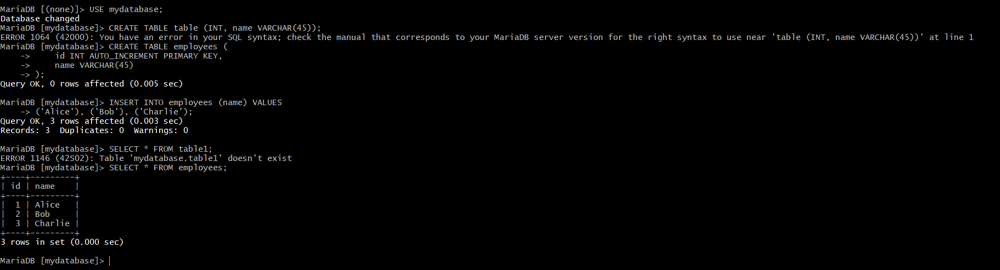 MariaDB [(none)]> USE mydatabase;
Database changed
MariaDB [mydatabase]> CREATE TABLE table (INT, name VARCHAR(45));
ERROR 1064 (42000): You have an error in your SQL syntax; check the manual that corresponds to your MariaDB server version for the right syntax to use near 'table (INT, name VARCHAR(45))' at line 1
MariaDB [mydatabase]> CREATE TABLE employees (
    ->     id INT AUTO_INCREMENT PRIMARY KEY,
    ->     name VARCHAR(45)
    -> );
Query OK, 0 rows affected (0.005 sec)

MariaDB [mydatabase]> INSERT INTO employees (name) VALUES
    -> ('Alice'), ('Bob'), ('Charlie');
Query OK, 3 rows affected (0.003 sec)
Records: 3  Duplicates: 0  Warnings: 0

MariaDB [mydatabase]> SELECT * FROM table1;
ERROR 1146 (42S02): Table 'mydatabase.table1' doesn't exist
MariaDB [mydatabase]> SELECT * FROM employees;
+----+---------+
| id | name    |
+----+---------+
|  1 | Alice   |
|  2 | Bob     |
|  3 | Charlie |
+----+---------+
3 rows in set (0.000 sec)

MariaDB [mydatabase]>